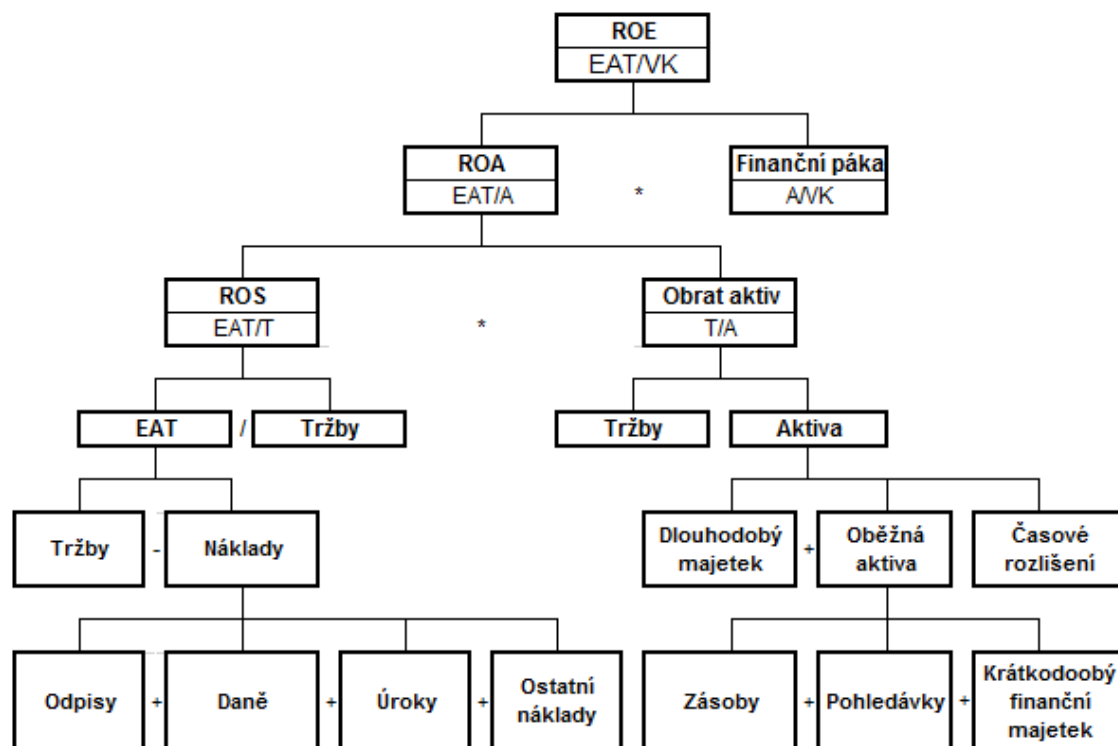 ROE
EAT/VK
ROA
EAT/A
*
Finanční páka
A/VK
ROS
EAT/T
*
Obrat aktiv
T/A
EAT / Tržby
Tržby
Aktiva
Tržby - Náklady
Dlouhodobý
majetek
+
Oběžná
aktiva
Časové
rozlišení
Odpisy + Daně + Úroky +
Ostatní
náklady
Zásoby + Pohledávky +
Krátkodoobý
finanční
majetek